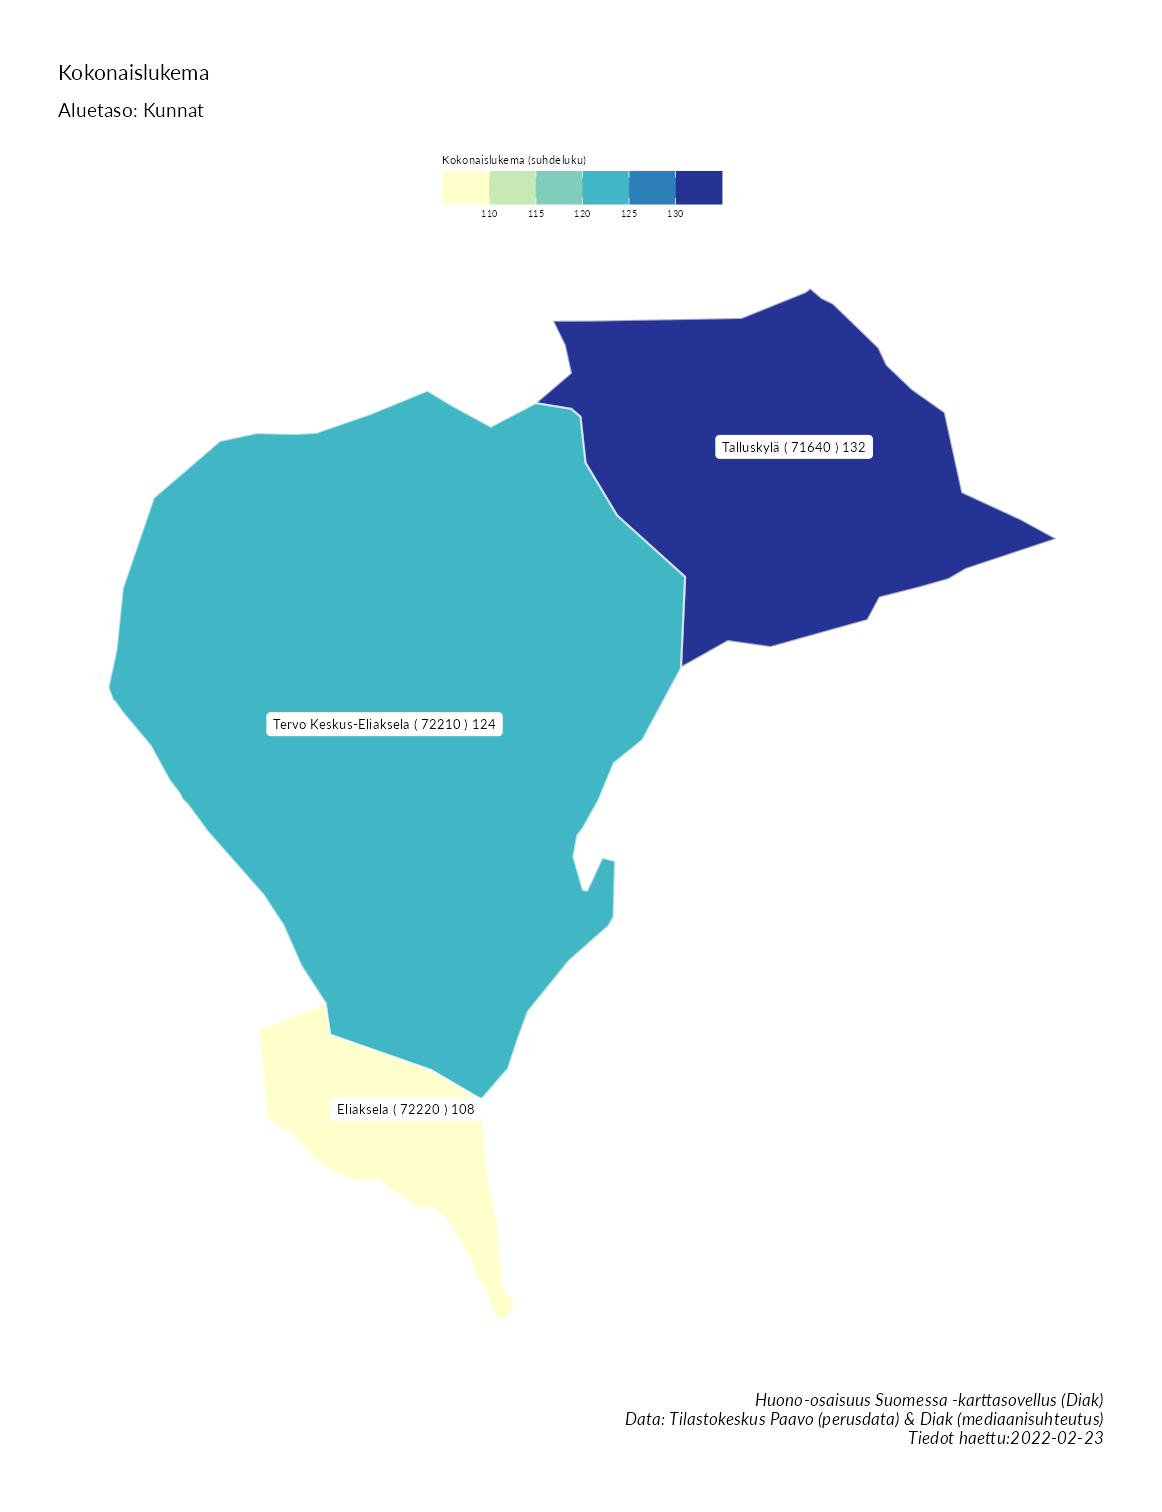 Kokonaislukema
Aluetaso: Kunnat
Kokonaislukema (suhdeluku)
110 115 120 125 130
Talluskylä ( 71640 ) 132
Tervo Keskus-Eliaksela ( 72210 ) 124
Eliaksela ( 72220 ) 108
Huono-osaisuus Suomessa -karttasovellus (Diak)
Data: Tilastokeskus Paavo (perusdata) & Diak (mediaanisuhteutus)
Tiedot haettu:2022-02-23